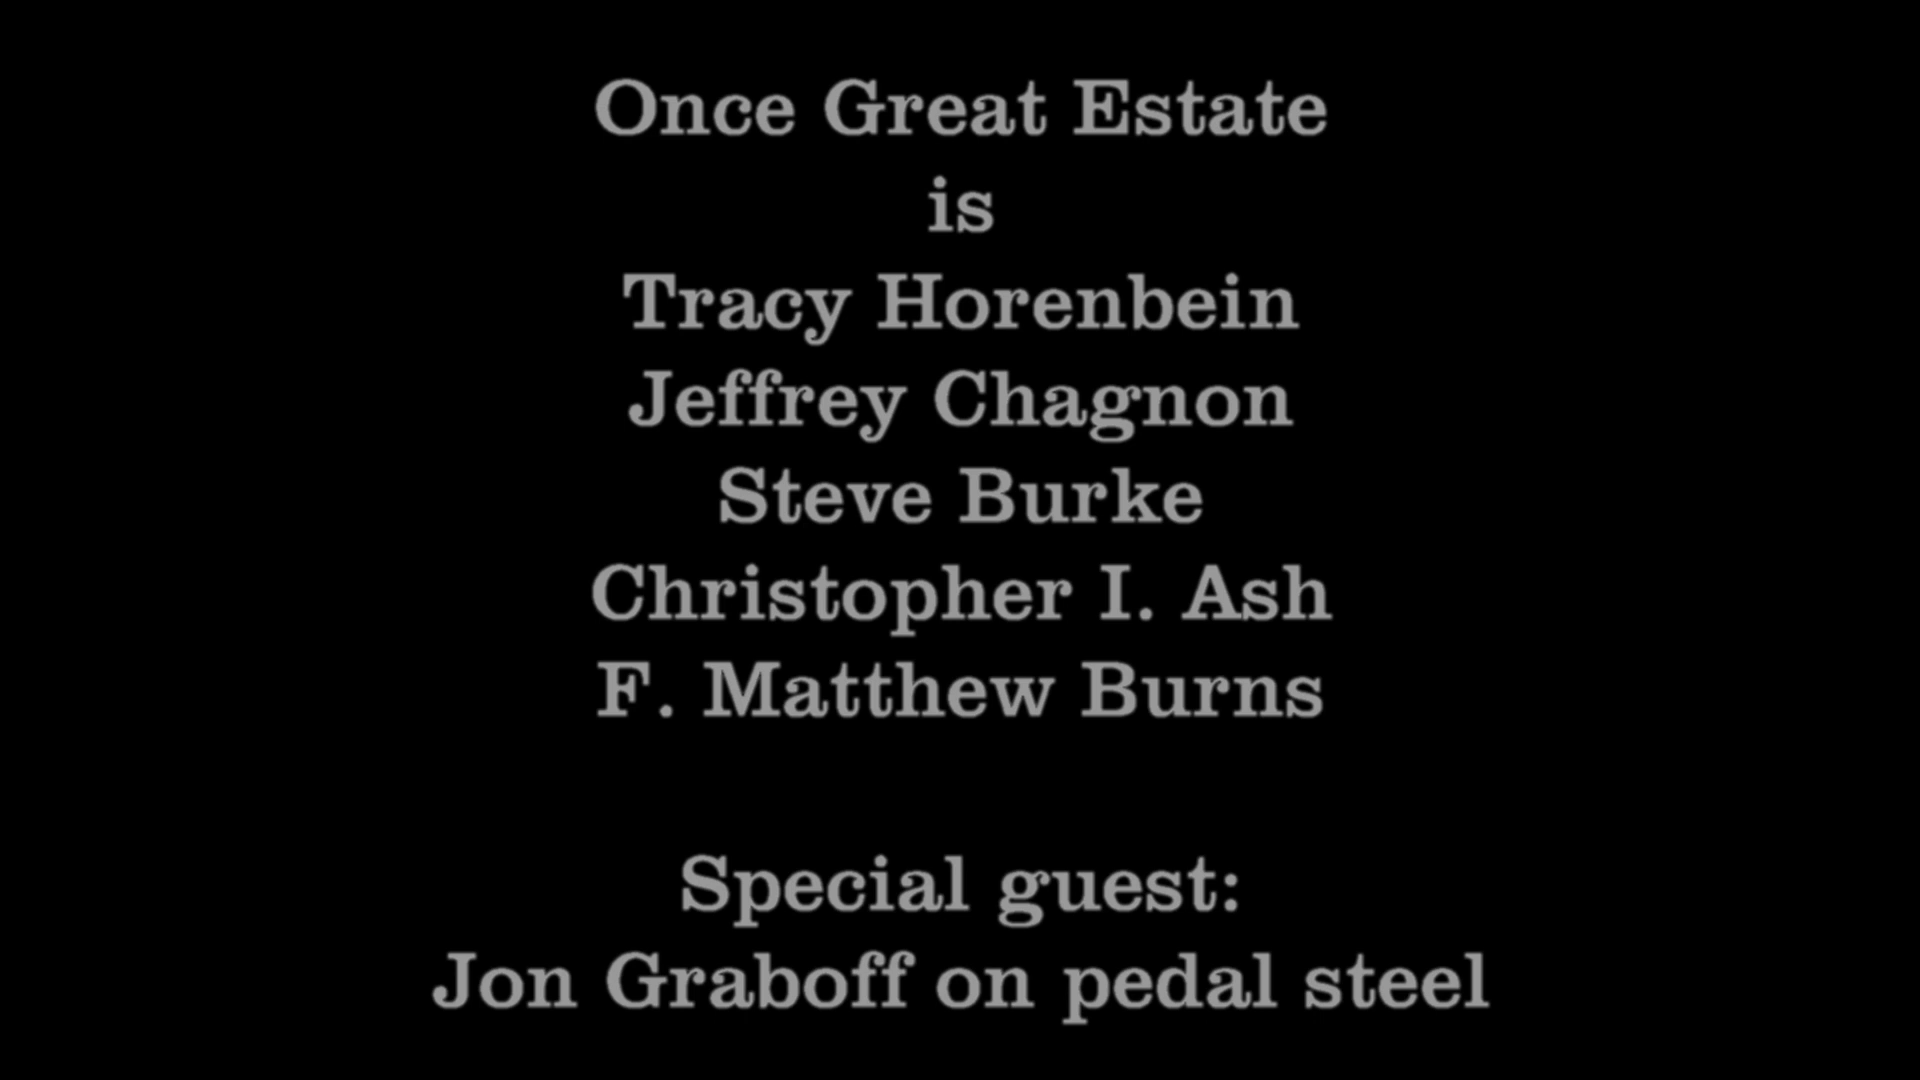 Once Great Estate
is
Tracy Horenbein
Jeffrey Chagnon
Steve Burke
Christopher I. Ash
F. Matthew Burns
Special guest:
Jon Graboff on pedal steel